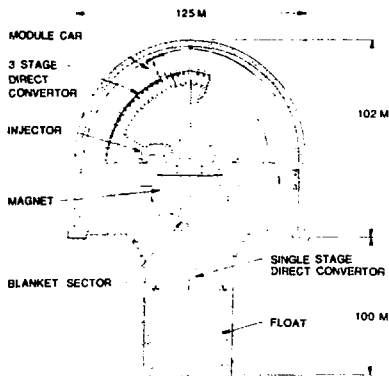 125 M
MODULE CAR
3 STAGE
DIRECT
CONVERTOR
102 M
INJECTOR
MAGNET
SINGLE STAGE
DIRECT CONVERTOR
BLANKET SECTOR
100 M
FLOAT